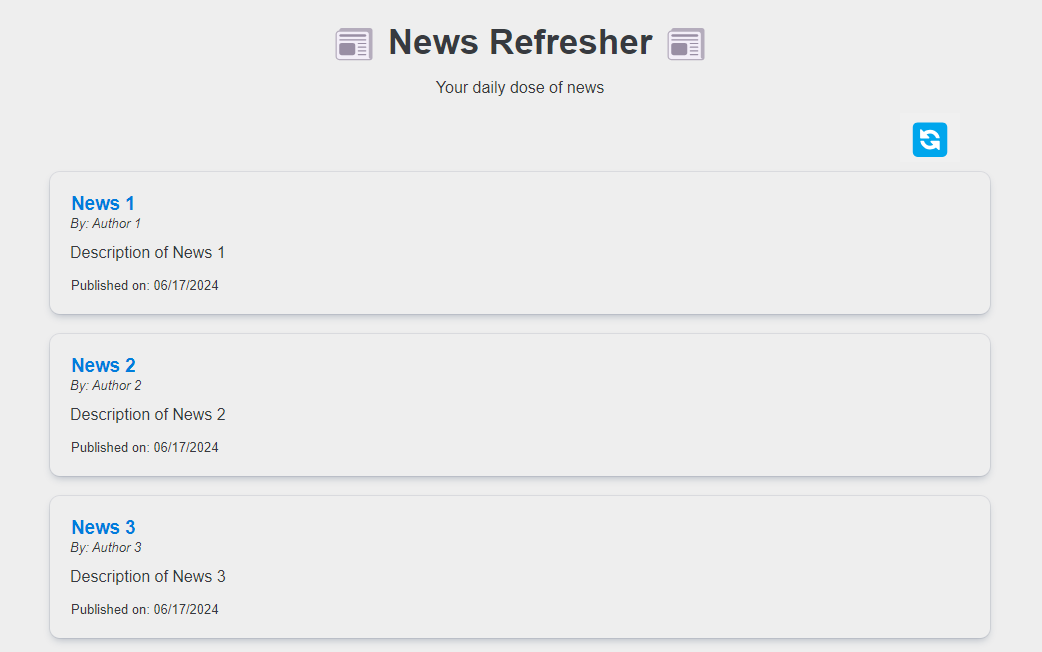 News Refresher
Your daily dose of news
News 1
By: Author 1
Description of News 1
Published on: 06/17/2024
News 2
By: Author 2
Description of News 2
Published on: 06/17/2024
News 3
By: Author 3
Description of News 3
Published on: 06/17/2024